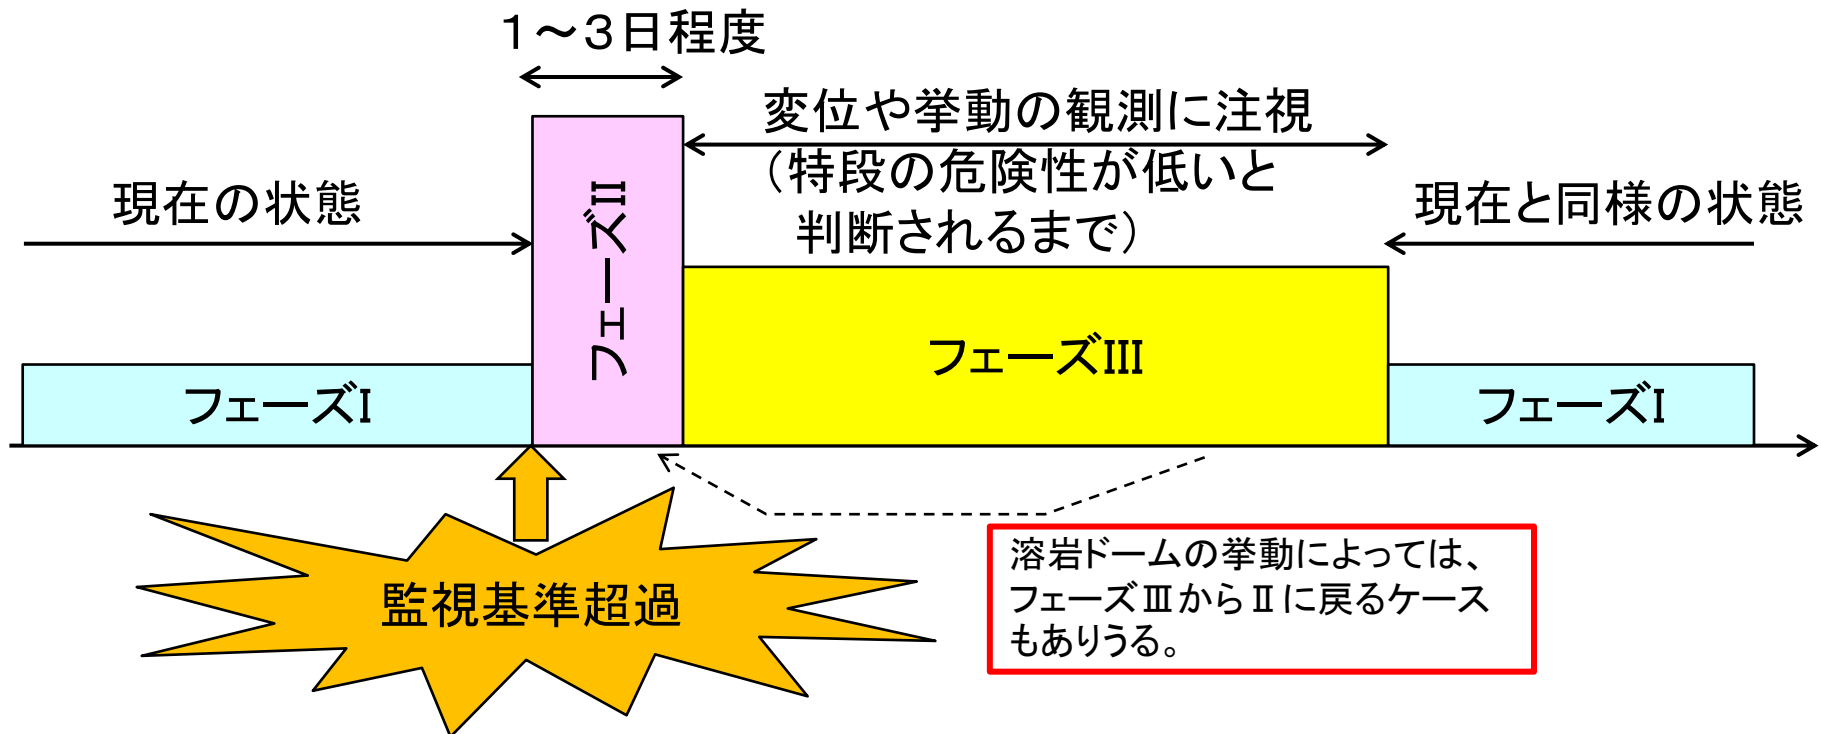 1～3日程度
変位や挙動の観測に注視
（特段の危険性が低いと
判断されるまで）
現在の状態
現在と同様の状態
フェーズII
フェーズIII
フェーズI
フェーズI
監視基準超過
溶岩ドームの挙動によっては、
フェーズⅢからⅡに戻るケース
もありうる。